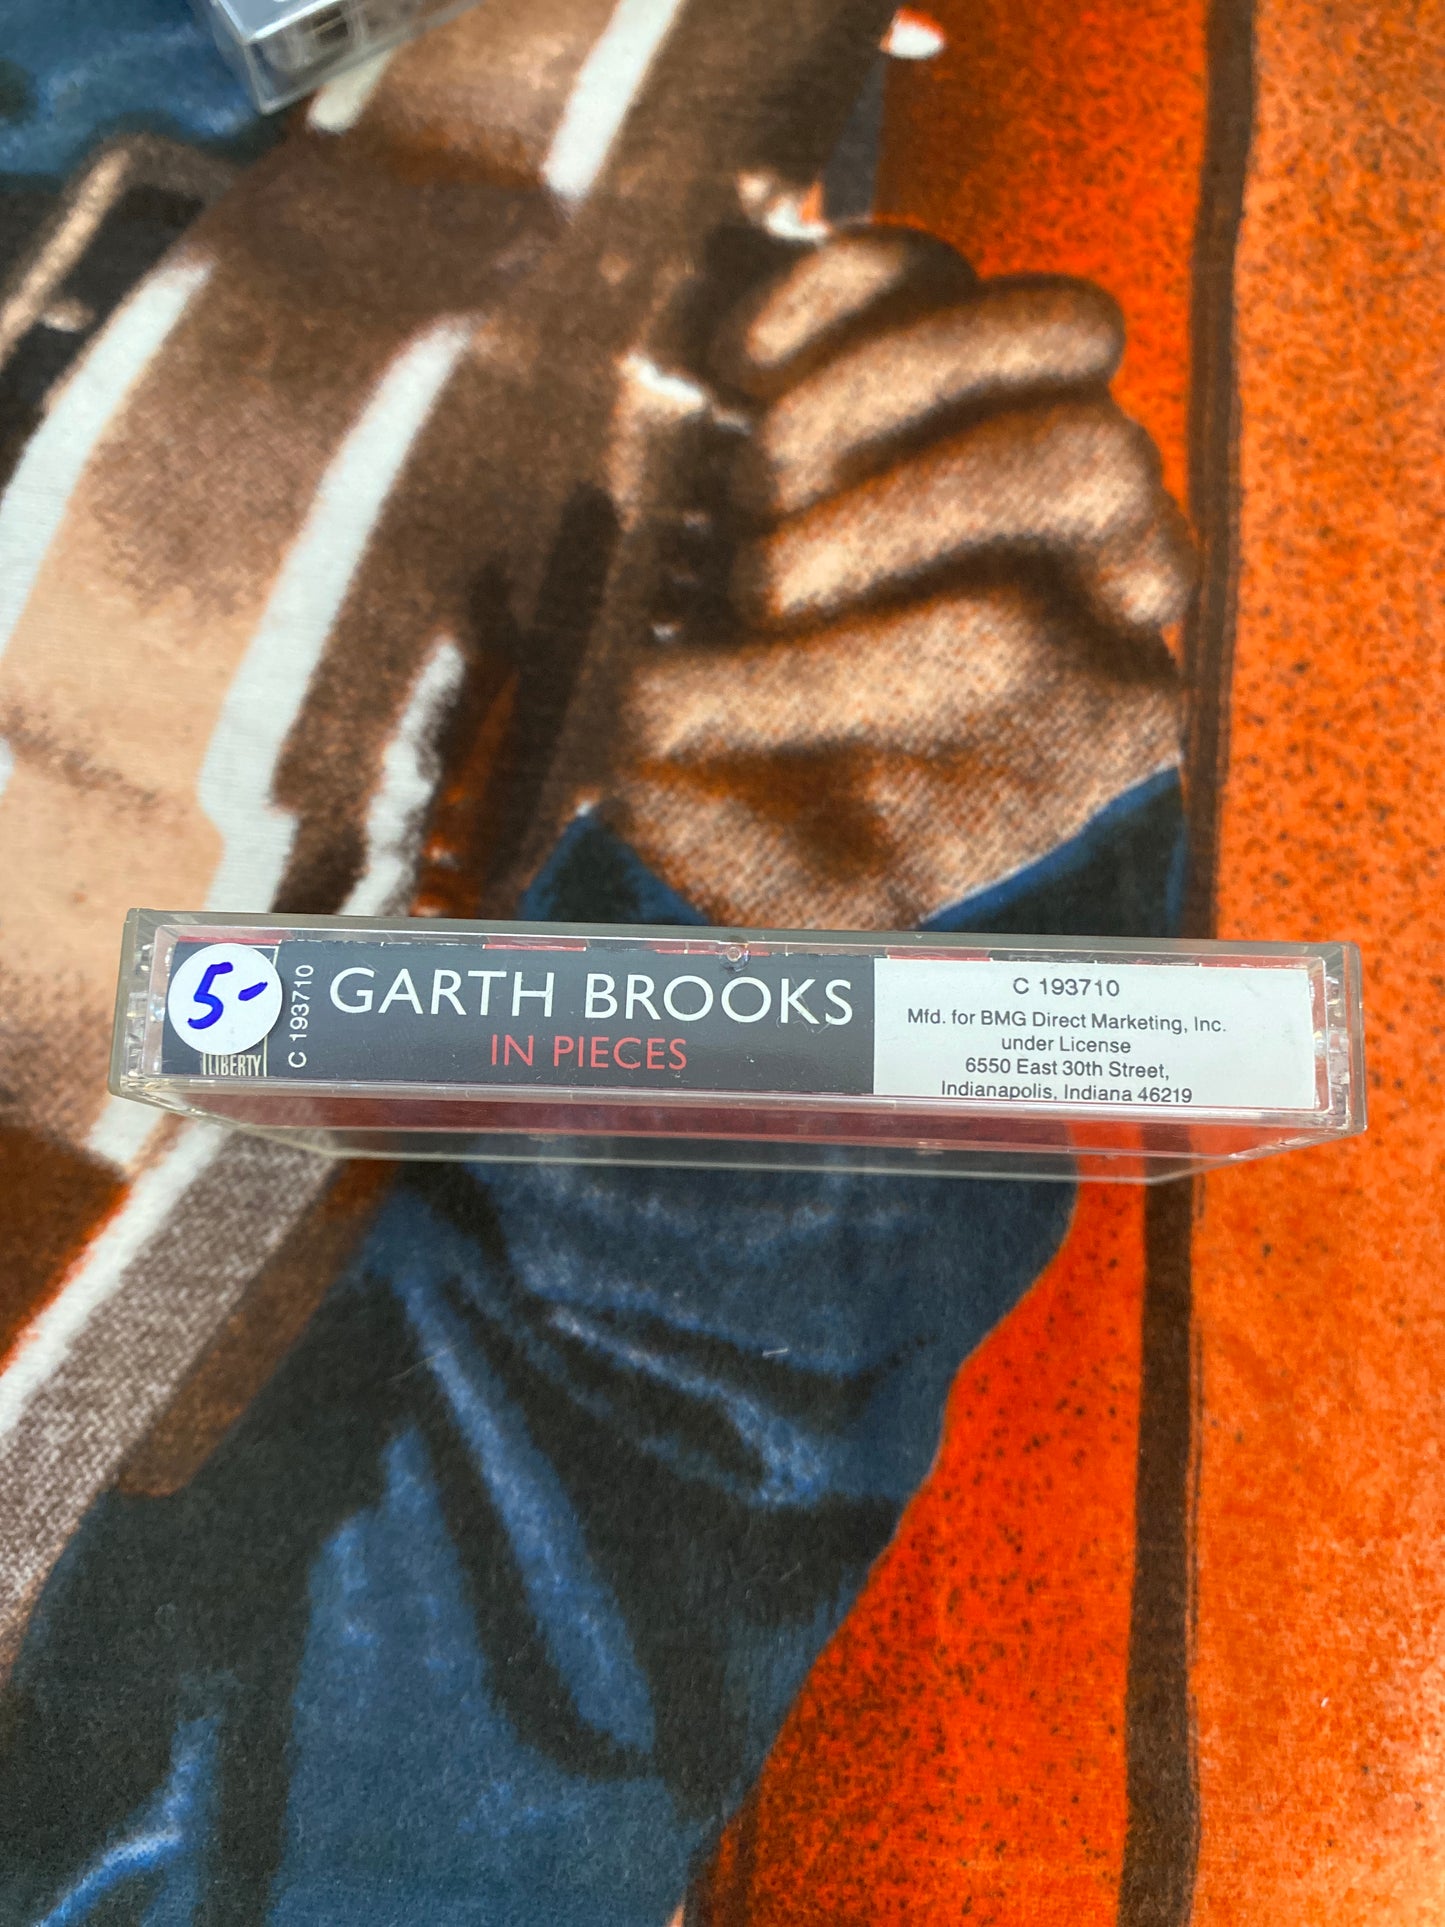 5-
LIBERTY
C 193710
GARTH BROOKS
IN PIECES
C 193710
Mfd. for BMG Direct Marketing, Inc.
under License
6550 East 30th Street,
Indianapolis, Indiana 46219